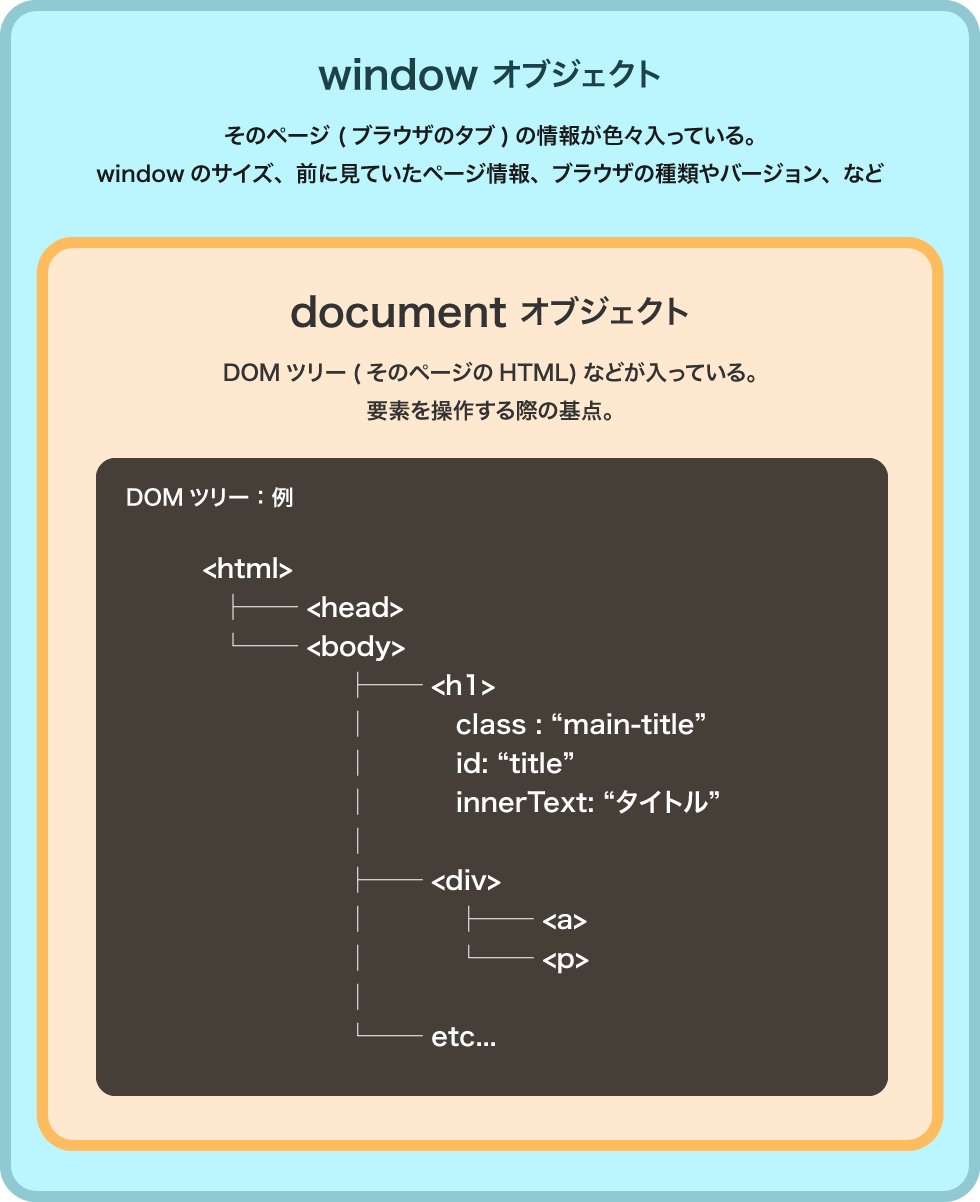 window オブジェクト
そのページ ( ブラウザのタブ ) の情報が色々入っている。
window のサイズ、前に見ていたページ情報、ブラウザの種類やバージョン、など
document オブジェクト
DOM ツリー ( そのページの HTML) などが入っている。
要素を操作する際の基点。
DOM ツリー：例
<html>
├── <head>
└── <body>
├── <h1>
│ class : “main-title”
│ id: “title”
│ innerText: “タイトル”
│
├── <div>
│ ├── <a>
│ └── <p>
│
└── etc...